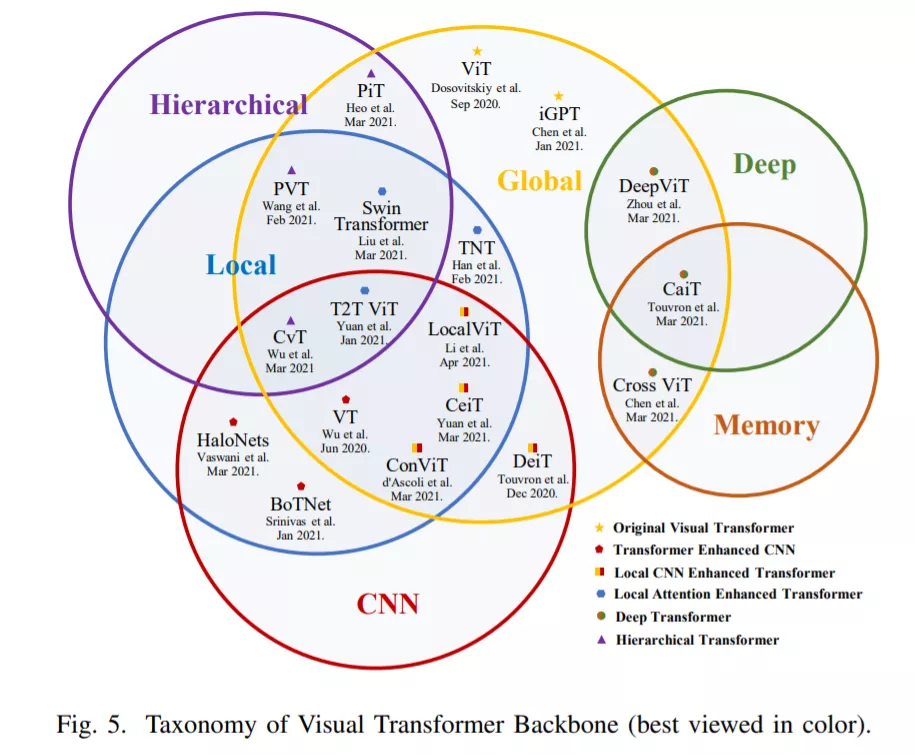 Hierarchical
PiT
Heo et al.
Mar 2021.
ViT
Dosovitskiy et al.
Sep 2020.
iGPT
Chen et al.
Jan 2021.
Global
Deep
DeepViT
Zhou et al.
Mar 2021.
PVT
Wang et al.
Feb 2021.
Swin
Transformer
Liu et al.
Mar 2021.
TNT
Han et al.
Feb 2021.
Local
CaiT
Touvron et al.
Mar 2021.
T2T ViT
Yuan et al.
Jan 2021.
CvT
Wu et al.
Mar 2021
LocalViT
Li et al.
Apr 2021.
Cross ViT
Chen et al.
Mar 2021.
Memory
VT
Wu et al.
Jun 2020.
CeiT
Yuan et al.
Mar 2021.
HaloNets
Vaswani et al.
Mar 2021.
ConViT
d'Ascoli et al.
Mar 2021.
DeiT
Touvron et al.
Dec 2020.
BoTNet
Srinivas et al.
Jan 2021.
CNN
Original Visual Transformer
Transformer Enhanced CNN
Local CNN Enhanced Transformer
Local Attention Enhanced Transformer
Deep Transformer
Hierarchical Transformer
Fig. 5. Taxonomy of Visual Transformer Backbone (best viewed in color).